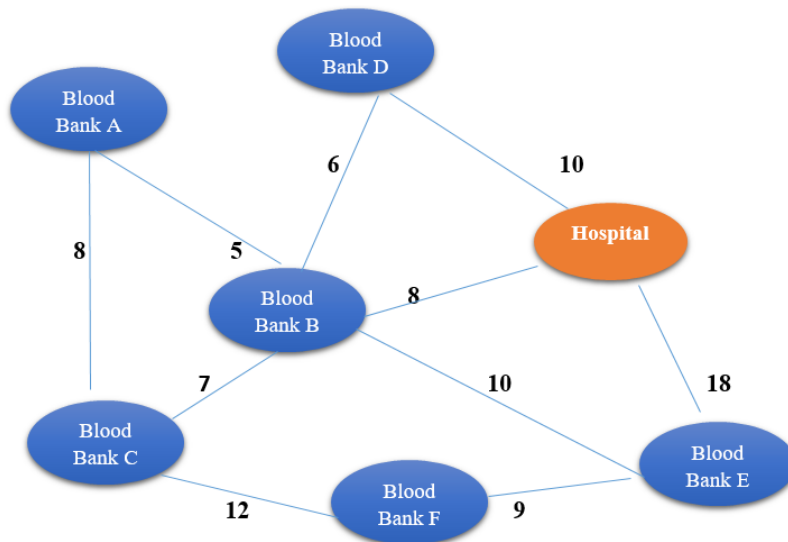 Blood
Bank D
Blood
Bank A
6
10
Hospital
8
5
Blood
Bank B
8
7
10
18
Blood
Bank C
Blood
Bank E
Blood
Bank F
12
9